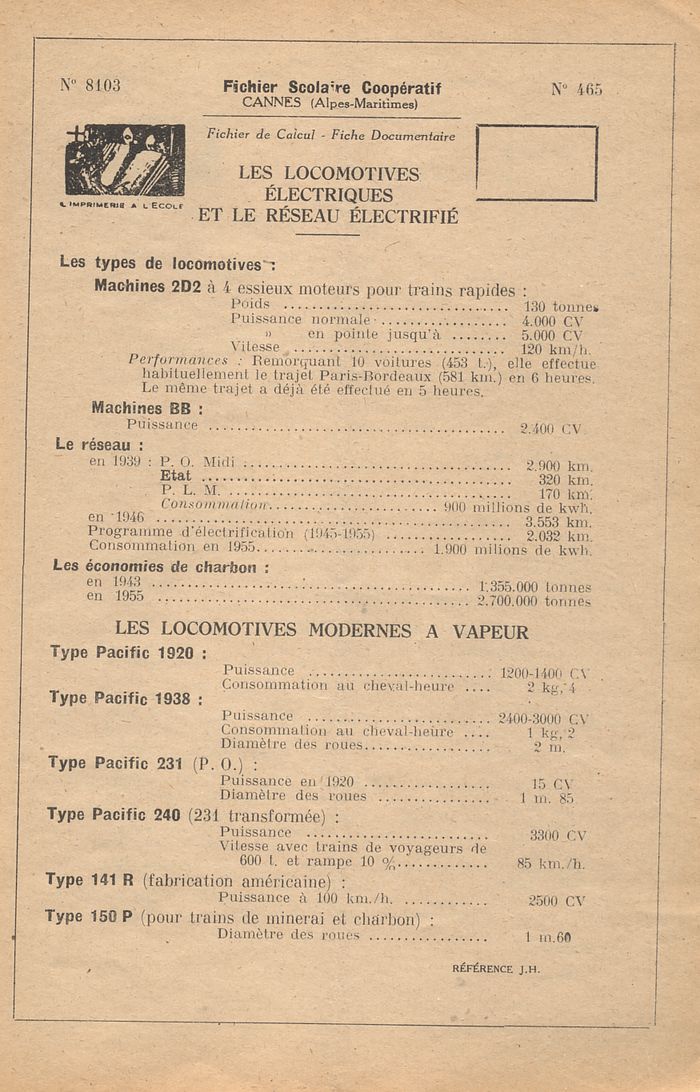 N° 8103
Fichier Scolaire Coopératif
N° 465
CANNES (Alpes-Maritimes)
Fichier de Calcul - Fiche Documentaire
L'IMPRIMERIE A L'ECOLE
LES LOCOMOTIVES
ÉLECTRIQUES
ET LE RÉSEAU ÉLECTRIFIÉ
Les types de locomotives :
Machines 2D2 à 4 essieux moteurs pour trains rapides :
Poids .............................. 130 tonnes
Puissance normale .................. 4.000 CV
» en pointe jusqu'à ........ 5.000 CV
Vitesse .............................. 120 km/h.
Performances : Remorquant 10 voitures (453 t.), elle effectue
habituellement le trajet Paris-Bordeaux (581 km.) en 6 heures.
Le même trajet a déjà été effectué en 5 heures.
Machines BB :
Puissance ........................................ 2.400 CV
Le réseau :
en 1939 : P. O. Midi .................................. 2.900 km.
Etat ........................................ 320 km.
P. L. M. .................................... 170 km.
Consommation........................ 900 millions de kwh.
en 1946 .............................................. 3.553 km.
Programme d'électrification (1945-1955) ................ 2.032 km.
Consommation en 1955........................ 1.900 milions de kwh.
Les économies de charbon :
en 1943 .......................................... 1.355.000 tonnes
en 1955 .......................................... 2.700.000 tonnes
LES LOCOMOTIVES MODERNES A VAPEUR
Type Pacific 1920 :
Puissance ........................ 1200-1400 CV
Consommation au cheval-heure .... 2 kg, 4
Type Pacific 1938 :
Puissance ........................ 2400-3000 CV
Consommation au cheval-heure .... 1 kg, 2
Diamètre des roues................. 2 m.
Type Pacific 231 (P. O.) :
Puissance en 1920 ................. 15 CV
Diamètre des roues ............... 1 m. 85
Type Pacific 240 (231 transformée) :
Puissance ........................ 3300 CV
Vitesse avec trains de voyageurs de
600 t. et rampe 10 %............. 85 km./h.
Type 141 R (fabrication américaine) :
Puissance à 100 km./h. ............ 2500 CV
Type 150 P (pour trains de minerai et charbon) :
Diamètre des roues ................ 1 m.60
RÉFÉRENCE J.H.